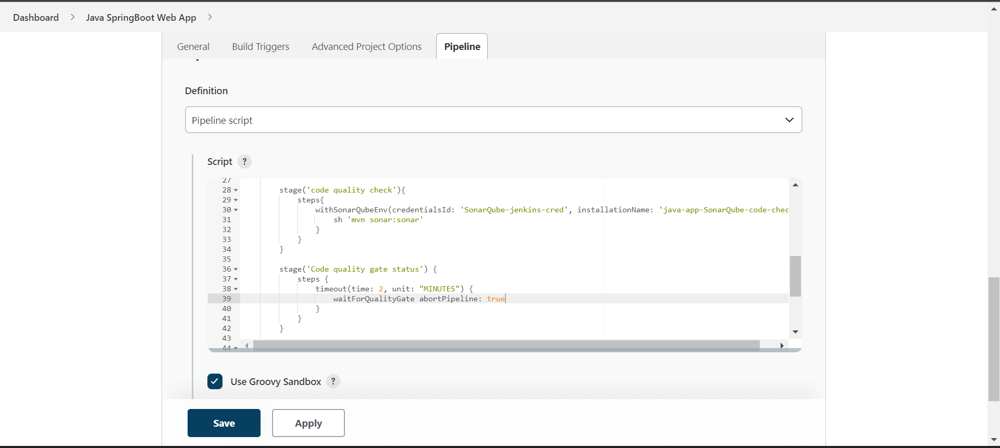 Dashboard > Java SpringBoot Web App >
General Build Triggers Advanced Project Options Pipeline
Definition
Pipeline script
Script ?
27
28 stage('code quality check'){
29 steps{
30 withSonarQubeEnv(credentialsId: 'SonarQube-jenkins-cred', installationName: 'java-app-SonarQube-code-chec
31 sh 'mvn sonar:sonar'
32 }
33 }
34 }
35
36 stage('Code quality gate status') {
37 steps {
38 timeout(time: 2, unit: "MINUTES") {
39 waitForQualityGate abortPipeline: true
40 }
41 }
42 }
43
44
Use Groovy Sandbox ?
Save Apply